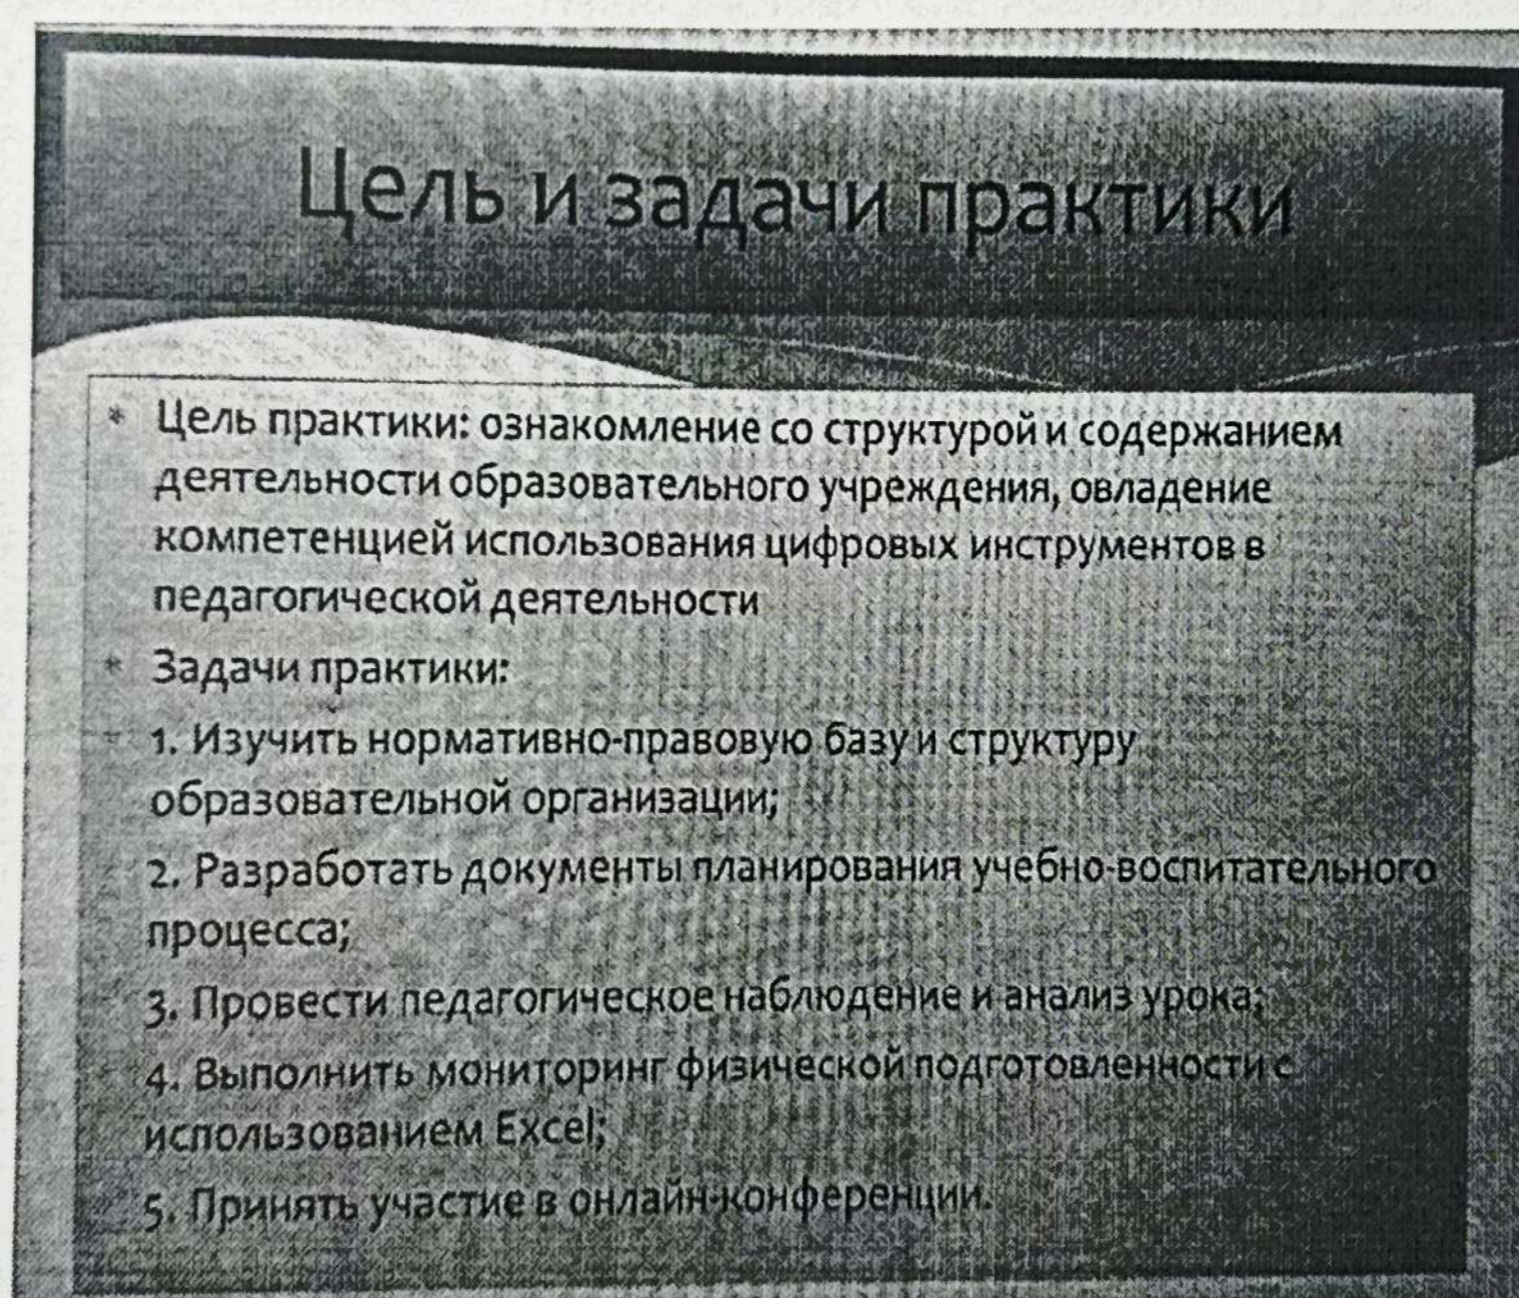 Цель и задачи практики
* Цель практики: ознакомление со структурой и содержанием
деятельности образовательного учреждения, овладение
компетенцией использования цифровых инструментов в
педагогической деятельности
* Задачи практики:
* 1. Изучить нормативно-правовую базу и структуру
образовательной организации;
2. Разработать документы планирования учебно-воспитательного
процесса;
3. Провести педагогическое наблюдение и анализ урока;
4. Выполнить мониторинг физической подготовленности с
использованием Excel;
5. Принять участие в онлайн-конференции.